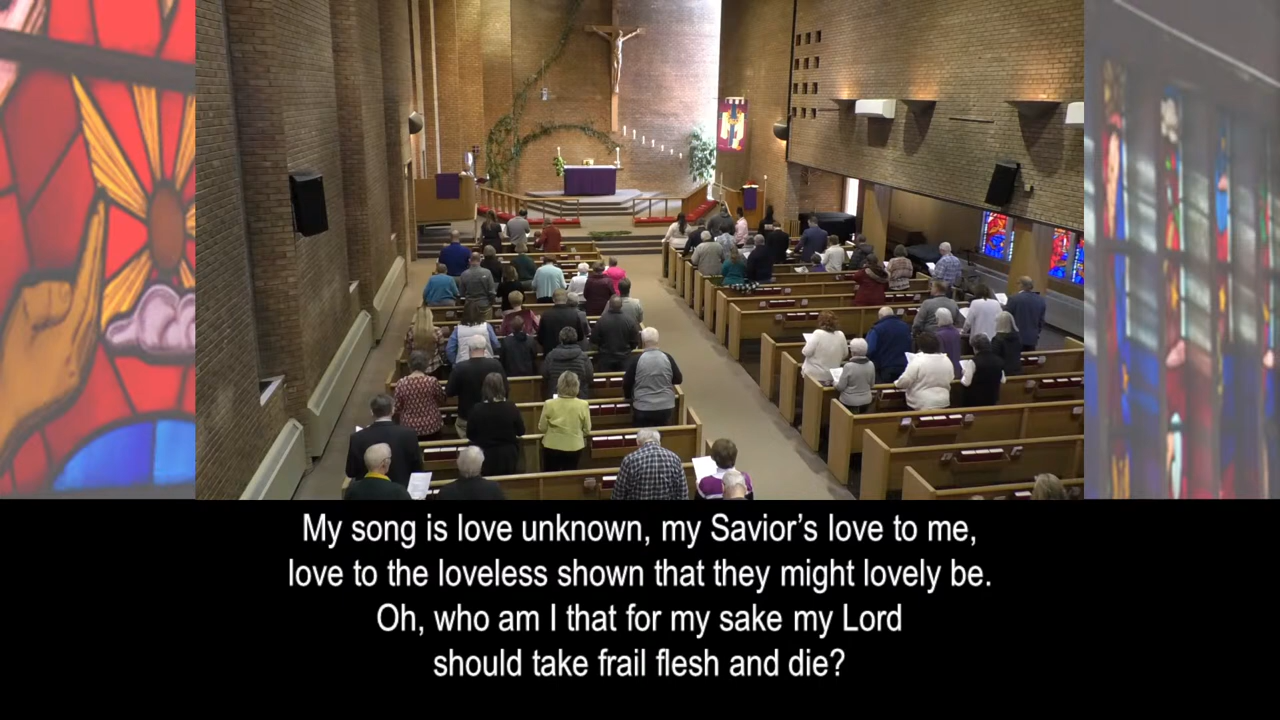 My song is love unknown, my Savior’s love to me,
love to the loveless shown that they might lovely be.
Oh, who am I that for my sake my Lord
should take frail flesh and die?